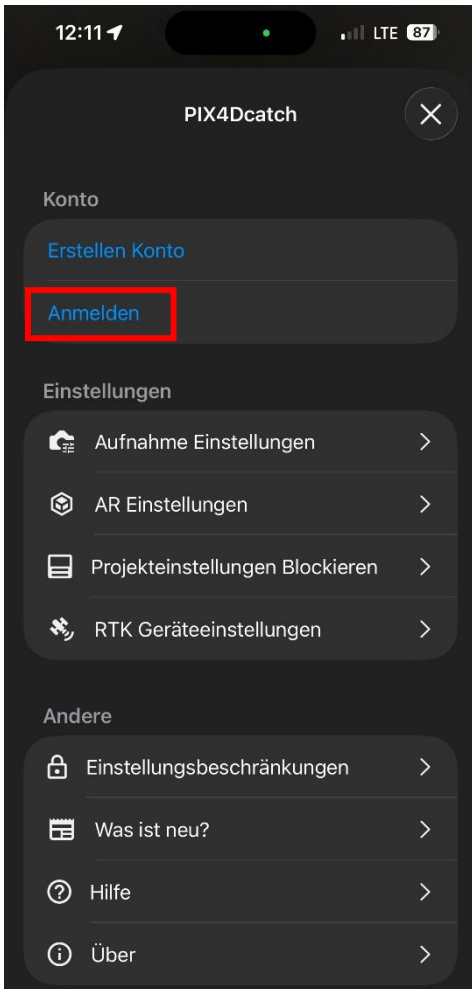 12:11 LTE 87
PIX4Dcatch
Konto
Erstellen Konto
Anmelden
Einstellungen
Aufnahme Einstellungen
AR Einstellungen
Projekteinstellungen Blockieren
RTK Geräteeinstellungen
Andere
Einstellungsbeschränkungen
Was ist neu?
Hilfe
Über